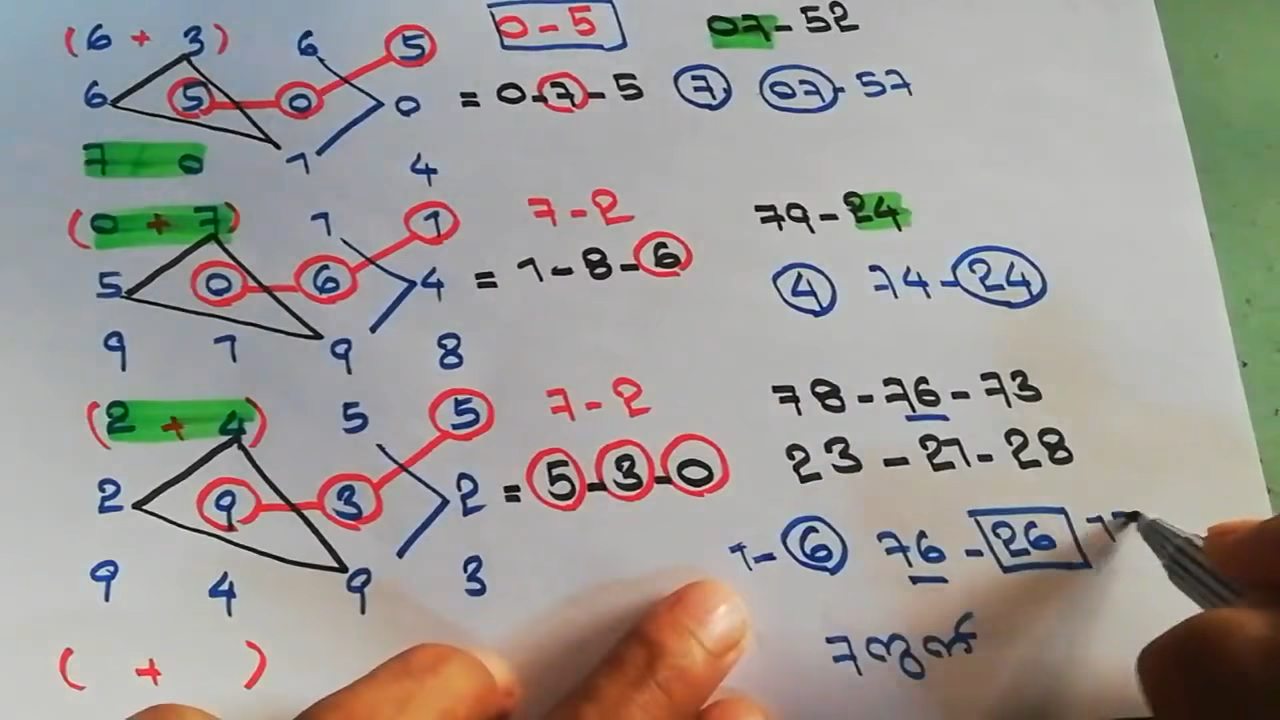 (6 + 3) 6 5 0-5 07-52
6 5 0 0 = 0-7-5 7 07-57
7 0 1 4
(0 + 7) 1 1 7-2 79-24
5 0 6 4 = 1-8-6 4 74-24
9 7 9 8
(2 + 4) 5 5 7-2 78-76-73
2 9 3 2 = 5-3-0 23-21-28
9 4 9 3 1-6 76-26
( + ) 7